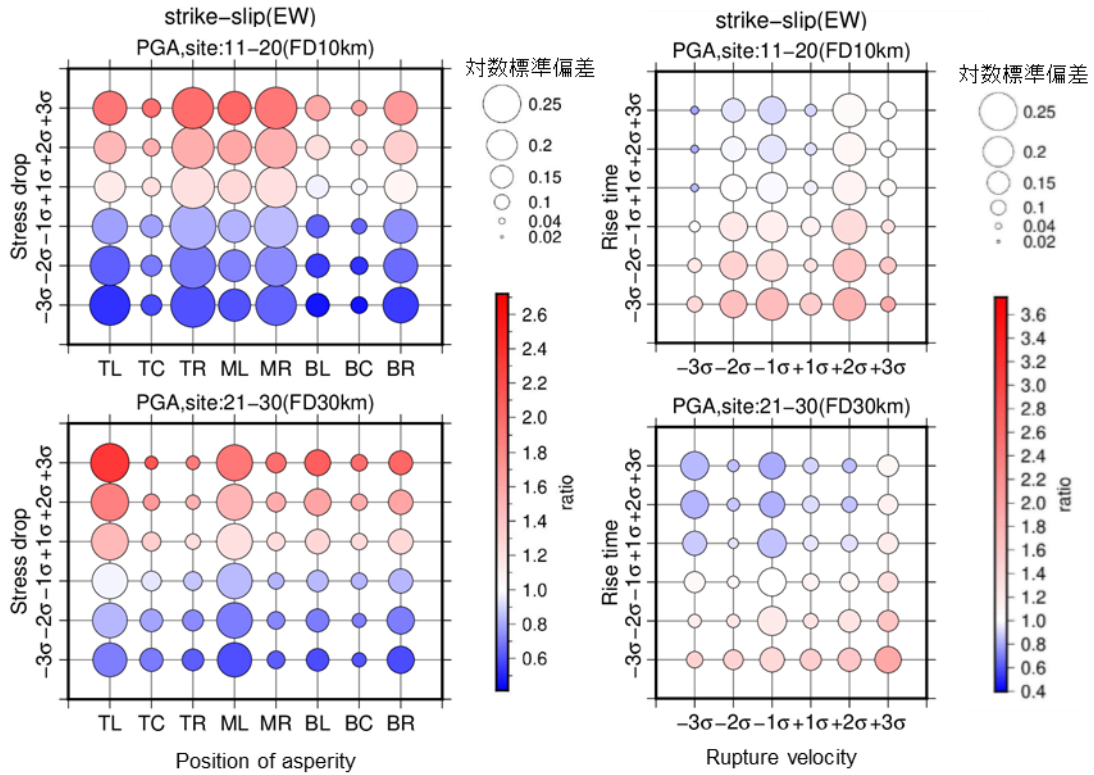 strike−slip(EW)
PGA,site:11−20(FD10km)
対数標準偏差
0.25
0.2
0.15
0.1
0.04
0.02
Stress drop
−3σ−2σ−1σ+1σ+2σ+3σ
TL TC TR ML MR BL BC BR
PGA,site:21−30(FD30km)
Stress drop
−3σ−2σ−1σ+1σ+2σ+3σ
TL TC TR ML MR BL BC BR
Position of asperity
2.6
2.4
2.2
2.0
1.8
1.6
1.4
1.2
1.0
0.8
0.6
ratio
strike−slip(EW)
PGA,site:11−20(FD10km)
対数標準偏差
0.25
0.2
0.15
0.1
0.04
0.02
Rise time
−3σ−2σ−1σ+1σ+2σ+3σ
−3σ−2σ−1σ+1σ+2σ+3σ
PGA,site:21−30(FD30km)
Rise time
−3σ−2σ−1σ+1σ+2σ+3σ
−3σ−2σ−1σ+1σ+2σ+3σ
Rupture velocity
3.6
3.4
3.2
3.0
2.8
2.6
2.4
2.2
2.0
1.8
1.6
1.4
1.2
1.0
0.8
0.6
0.4
ratio